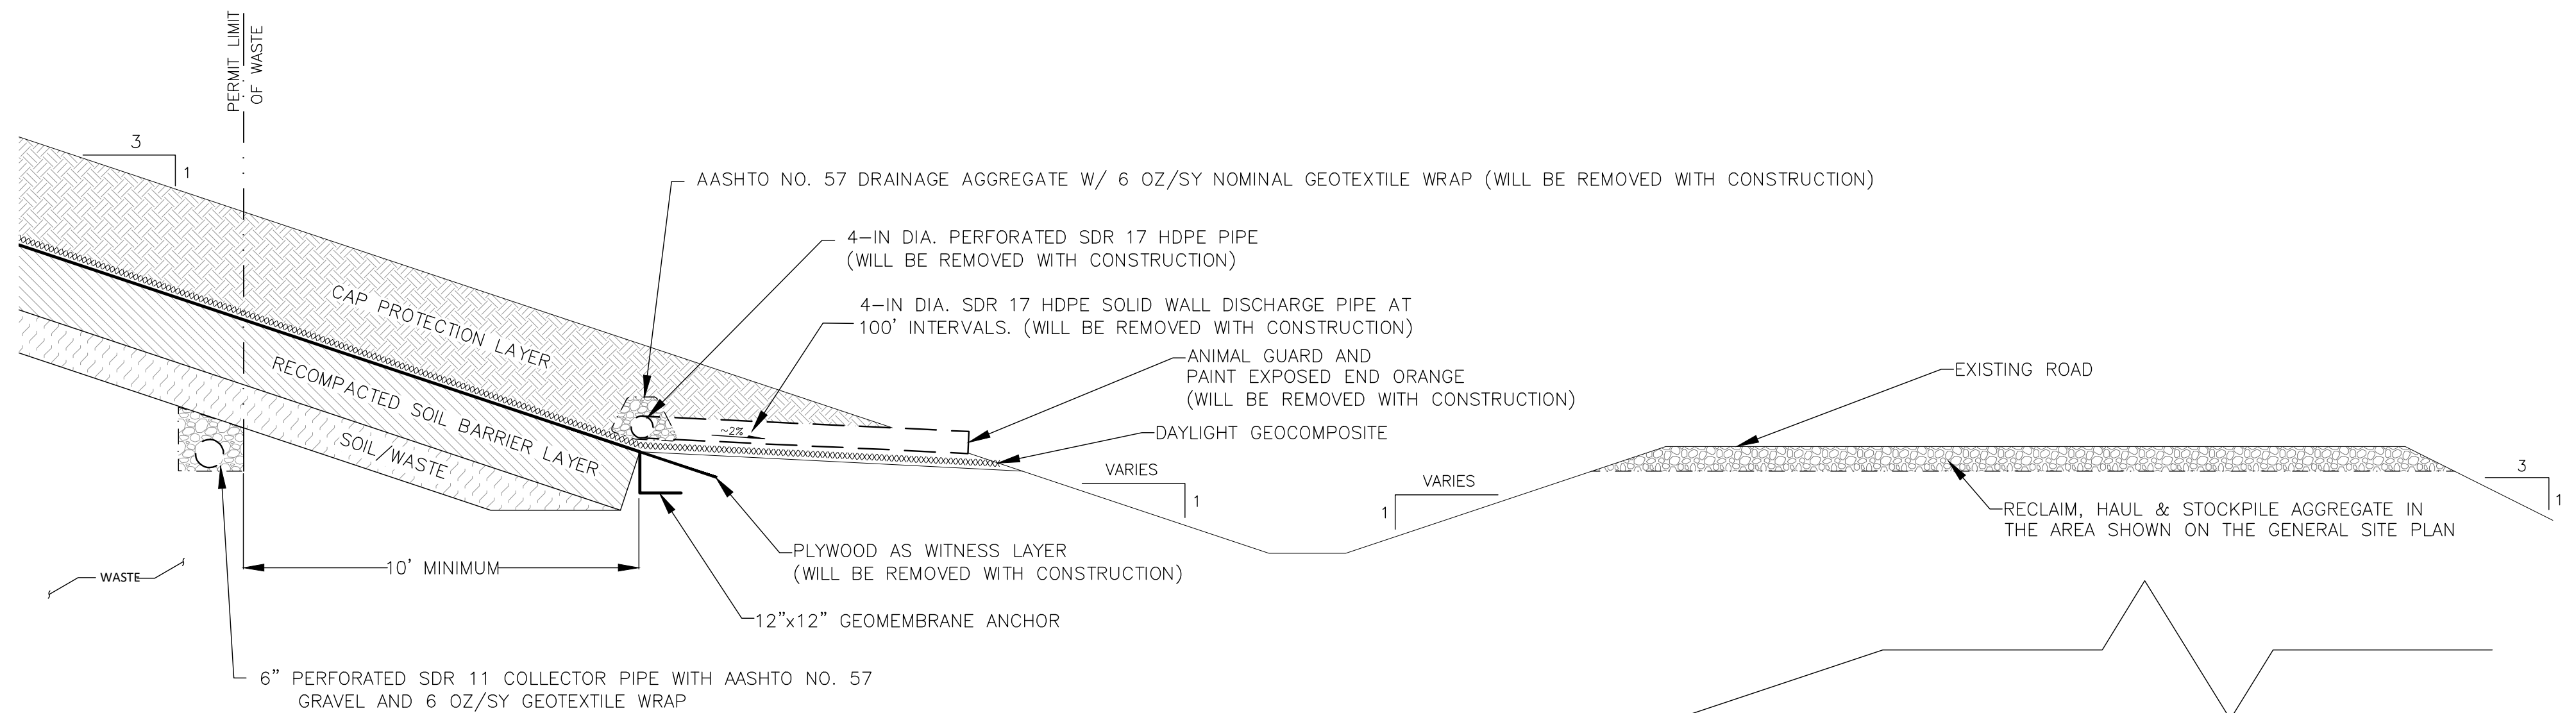 PERMIT LIMIT
OF WASTE
3
1
AASHTO NO. 57 DRAINAGE AGGREGATE W/ 6 OZ/SY NOMINAL GEOTEXTILE WRAP (WILL BE REMOVED WITH CONSTRUCTION)
4-IN DIA. PERFORATED SDR 17 HDPE PIPE
(WILL BE REMOVED WITH CONSTRUCTION)
4-IN DIA. SDR 17 HDPE SOLID WALL DISCHARGE PIPE AT
100' INTERVALS. (WILL BE REMOVED WITH CONSTRUCTION)
ANIMAL GUARD AND
PAINT EXPOSED END ORANGE
(WILL BE REMOVED WITH CONSTRUCTION)
DAYLIGHT GEOCOMPOSITE
CAP PROTECTION LAYER
RECOMPACTED SOIL BARRIER LAYER
SOIL/WASTE
~2%
VARIES
1
VARIES
1
EXISTING ROAD
3
1
RECLAIM, HAUL & STOCKPILE AGGREGATE IN
THE AREA SHOWN ON THE GENERAL SITE PLAN
PLYWOOD AS WITNESS LAYER
(WILL BE REMOVED WITH CONSTRUCTION)
10' MINIMUM
WASTE
12"x12" GEOMEMBRANE ANCHOR
6" PERFORATED SDR 11 COLLECTOR PIPE WITH AASHTO NO. 57
GRAVEL AND 6 OZ/SY GEOTEXTILE WRAP